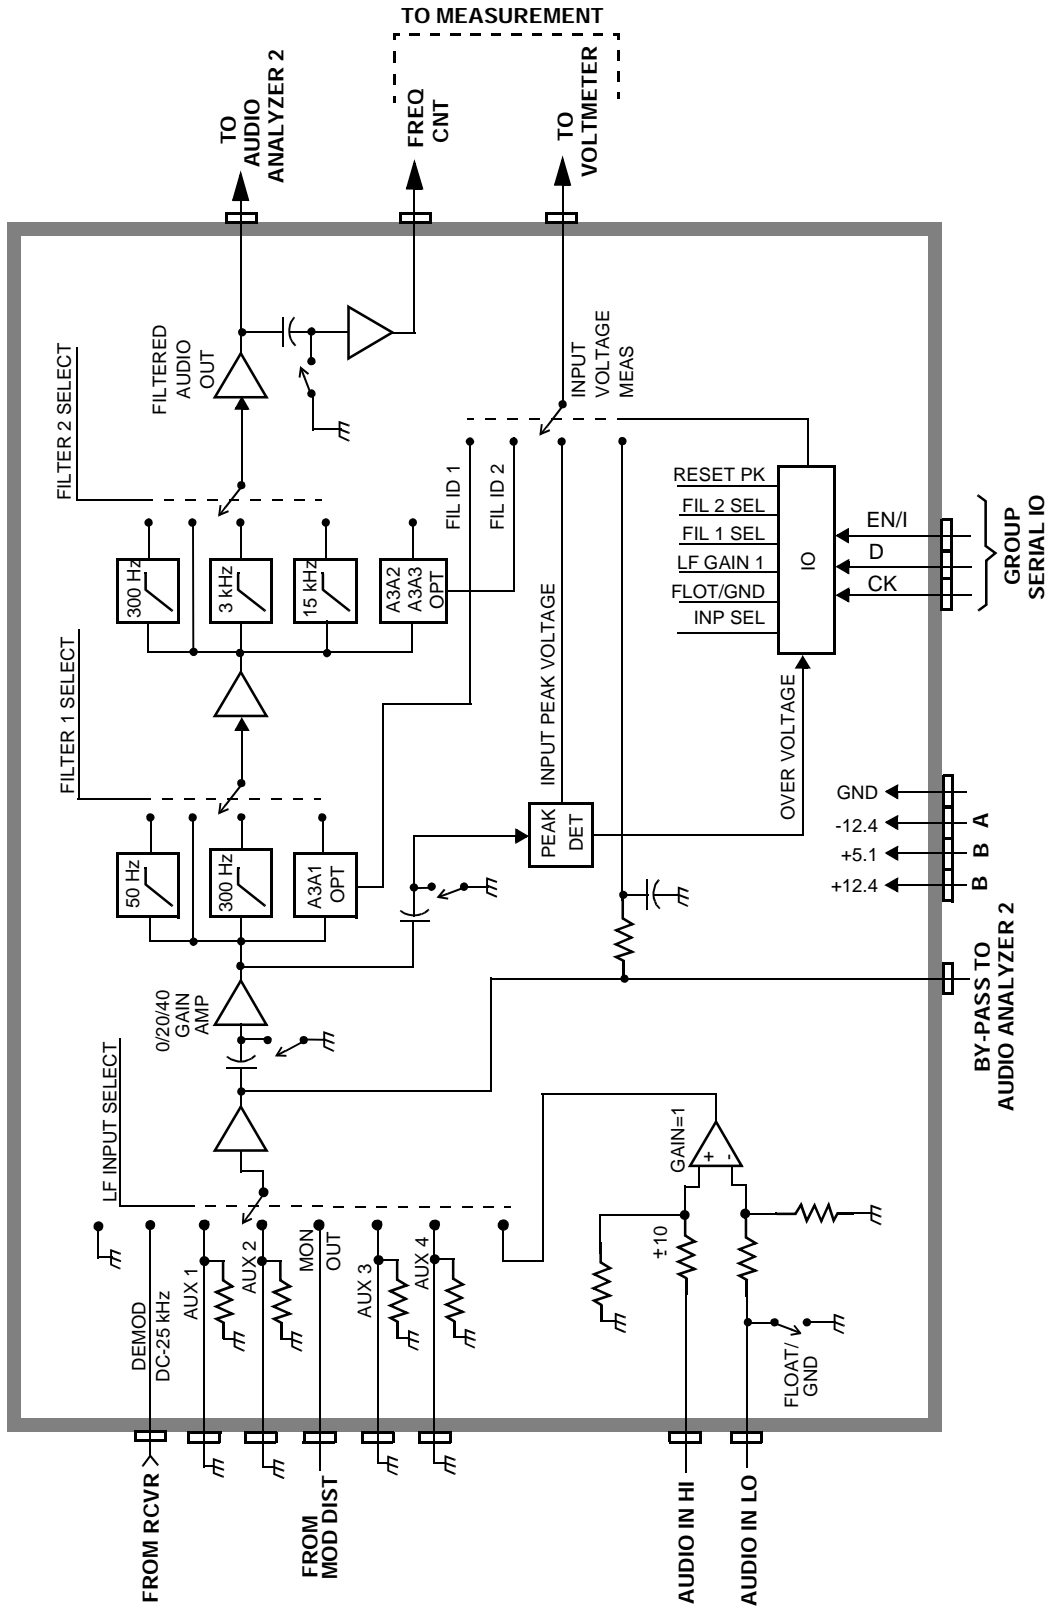 TO MEASUREMENT
TO
AUDIO
ANALYZER 2
FREQ
CNT
TO
VOLTMETER
FILTER 2 SELECT
FILTERED
AUDIO
OUT
INPUT
VOLTAGE
MEAS
300 Hz
3 kHz
15 kHz
A3A2
A3A3
OPT
FIL ID 1
FIL ID 2
RESET PK
FIL 2 SEL
FIL 1 SEL
LF GAIN 1
FLOT/GND
INP SEL
IO
EN/I
D
CK
GROUP
SERIAL IO
FILTER 1 SELECT
INPUT PEAK VOLTAGE
OVER VOLTAGE
50 Hz
300 Hz
A3A1
OPT
PEAK
DET
GND
-12.4
+5.1
+12.4
A
B
B
0/20/40
GAIN
AMP
BY-PASS TO
AUDIO ANALYZER 2
LF INPUT SELECT
GAIN=1
+
-
±10
DEMOD
DC-25 kHz
AUX 1
AUX 2
MON
OUT
AUX 3
AUX 4
FLOAT/
GND
FROM RCVR
FROM
MOD DIST
AUDIO IN HI
AUDIO IN LO